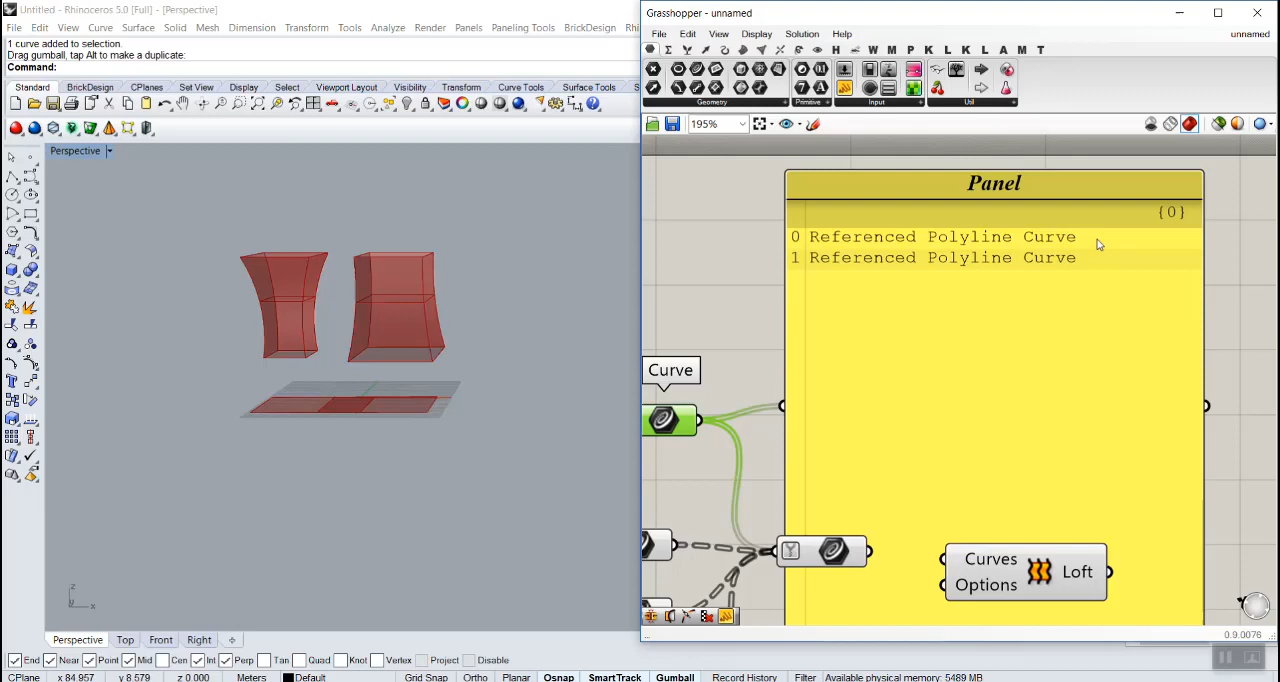 Untitled - Rhinoceros 5.0 [Full] - [Perspective]
File Edit View Curve Surface Solid Mesh Dimension Transform Tools Analyze Render Panels Paneling Tools BrickDesign
1 curve added to selection.
Drag gumball, tap Alt to make a duplicate:
Command:
Standard BrickDesign CPlanes Set View Display Select Viewport Layout Visibility Transform Curve Tools Surface Tools
Perspective
z
x
Perspective Top Front Right
End Near Point Mid Cen Int Perp Tan Quad Knot Vertex Project Disable
CPlane x 84.957 y 8.579 z 0.000 Meters Default Grid Snap Ortho Planar Osnap SmartTrack Gumball Record History Filter Available physical memory: 5489 MB
Grasshopper - unnamed
File Edit View Display Solution Help unnamed
H W M P K L K L A M T
Geometry Primitive Input Util
195%
Panel
{0}
0 Referenced Polyline Curve
1 Referenced Polyline Curve
Curve
Curves
Options
Loft
0.9.0076